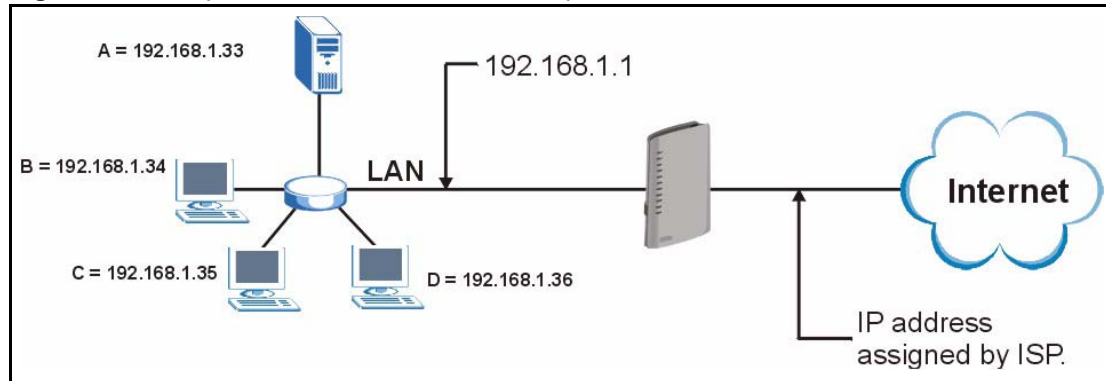 A = 192.168.1.33
192.168.1.1
B = 192.168.1.34
LAN
Internet
C = 192.168.1.35
D = 192.168.1.36
IP address
assigned by ISP.